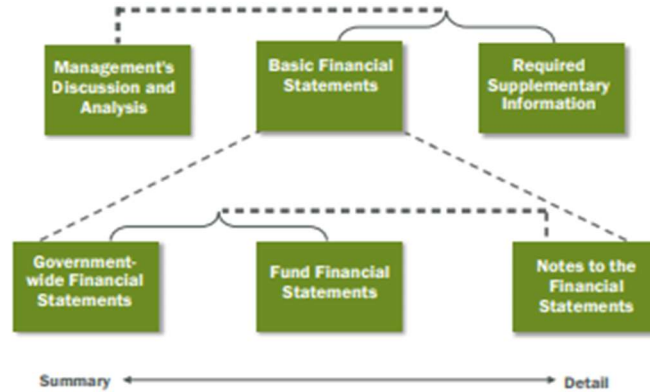 Management's
Discussion and
Analysis
Basic Financial
Statements
Required
Supplementary
Information
Government-
wide Financial
Statements
Fund Financial
Statements
Notes to the
Financial
Statements
Summary
Detail